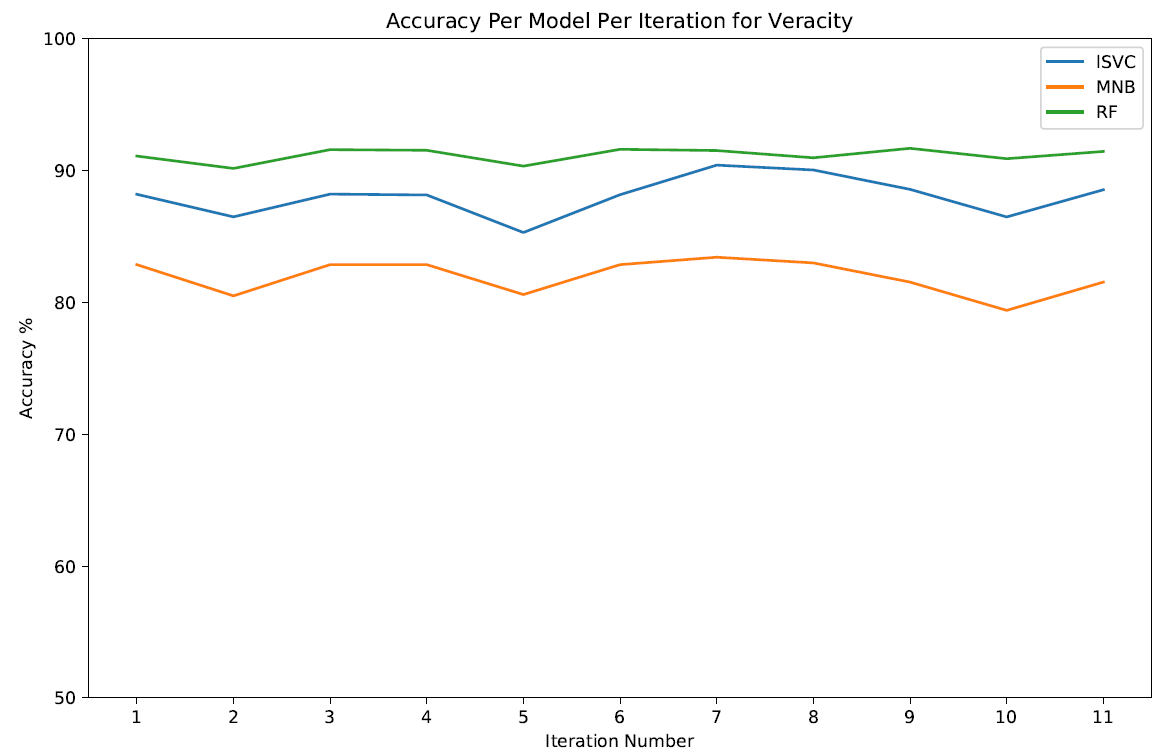 Accuracy Per Model Per Iteration for Veracity
100
90
80
70
60
50
Accuracy %
lSVC
MNB
RF
1 2 3 4 5 6 7 8 9 10 11
Iteration Number